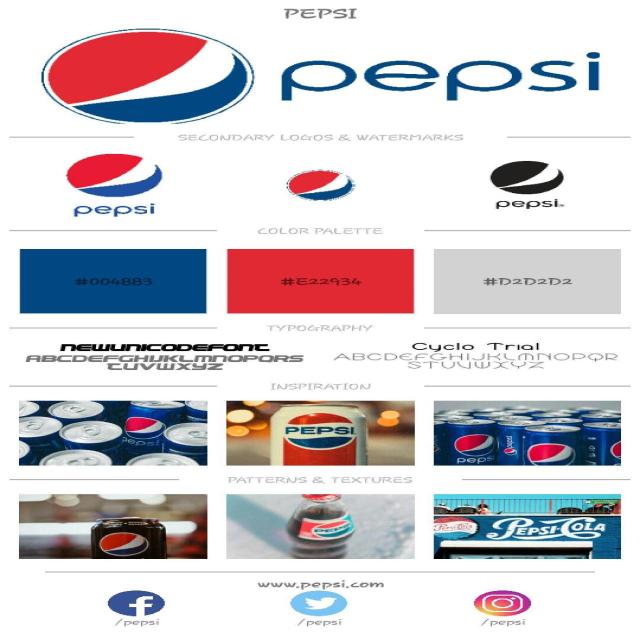 PEPSI
pepsi
SECONDARY LOGOS & WATERMARKS
pepsi
pepsi
COLOR PALETTE
#004883
#E22934
#D2D2D2
TYPOGRAPHY
NEWUNICODEFONT
ABCDEFGHIJKLMNOPQRS
TUVWXYZ
Cyclo Trial
ABCDEFGHIJKLMNOPQR
STUVWXYZ
INSPIRATION
pepsi
PEPSI
pepsi
pepsi
PATTERNS & TEXTURES
PEPSI-COLA
www.pepsi.com
/pepsi
/pepsi
/pepsi